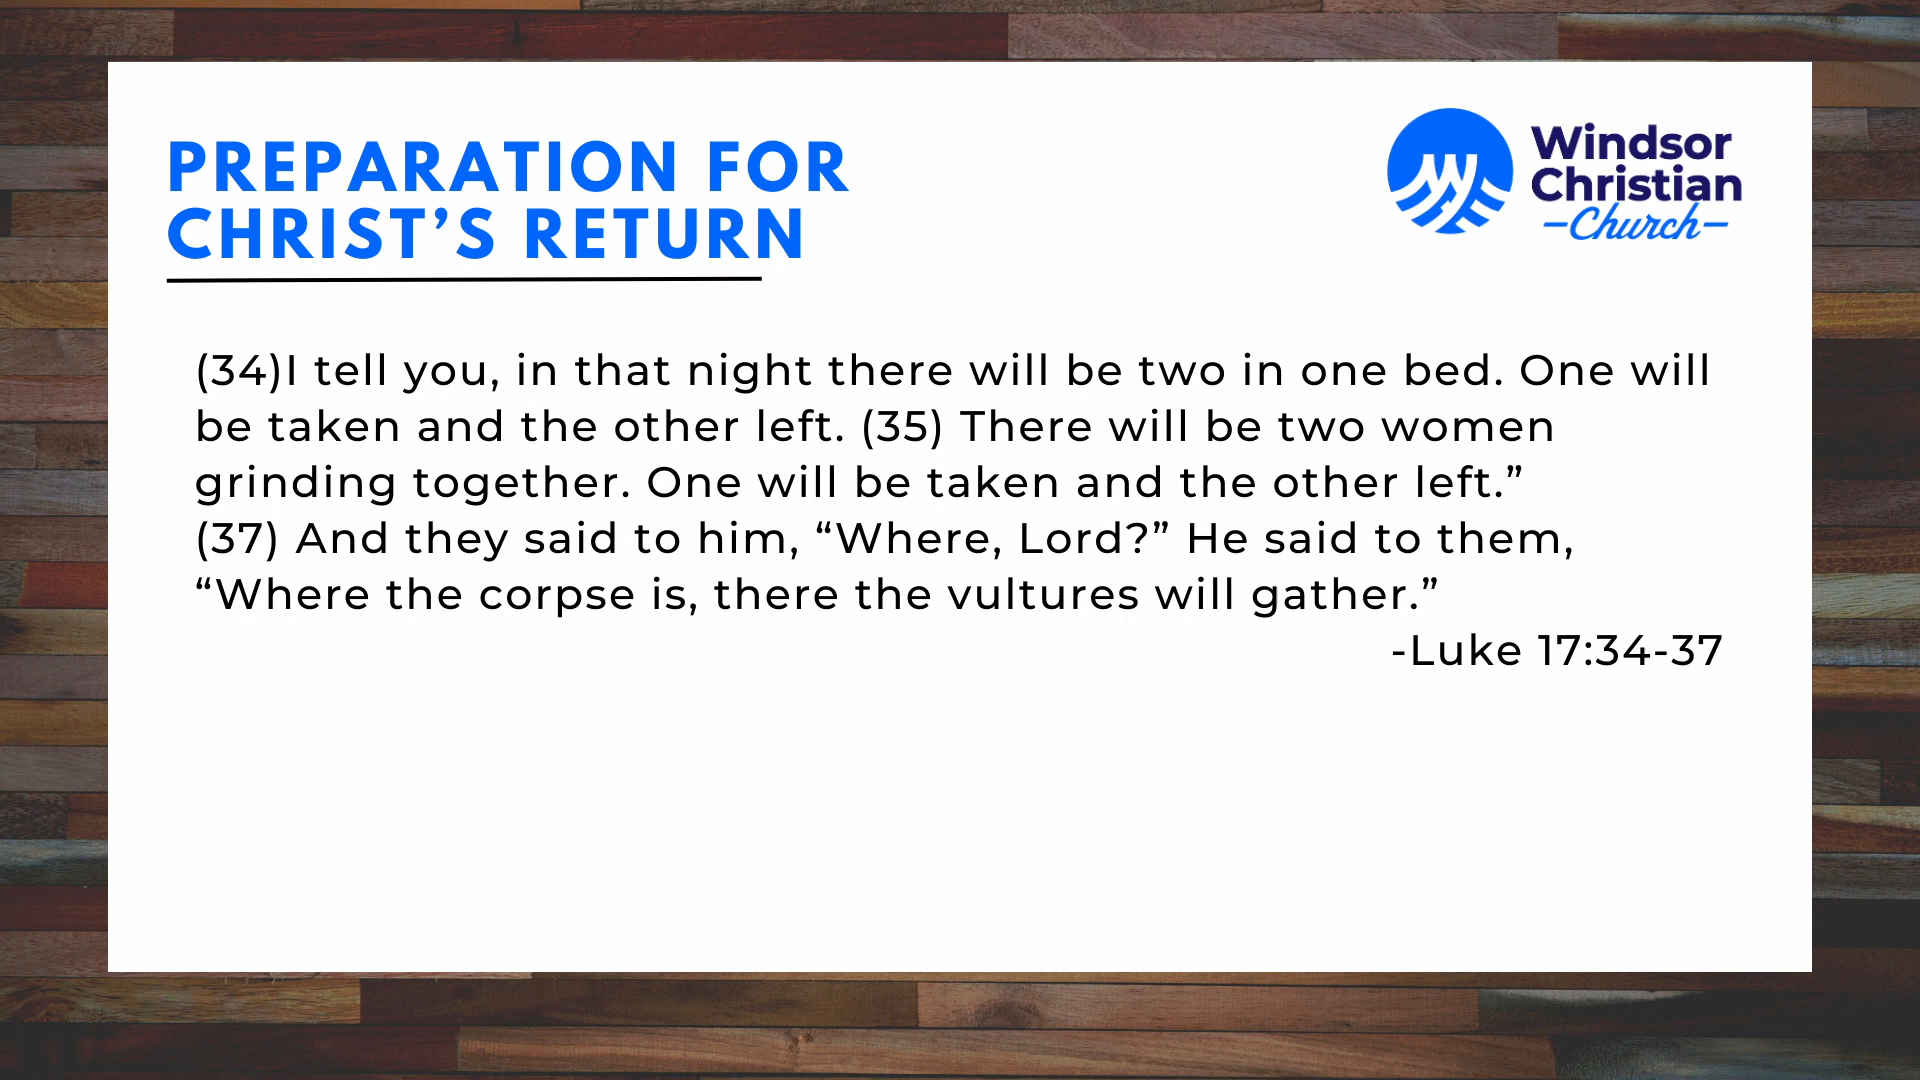 PREPARATION FOR
CHRIST’S RETURN
Windsor
Christian
–Church–
(34)I tell you, in that night there will be two in one bed. One will
be taken and the other left. (35) There will be two women
grinding together. One will be taken and the other left.”
(37) And they said to him, “Where, Lord?” He said to them,
“Where the corpse is, there the vultures will gather.”
-Luke 17:34-37